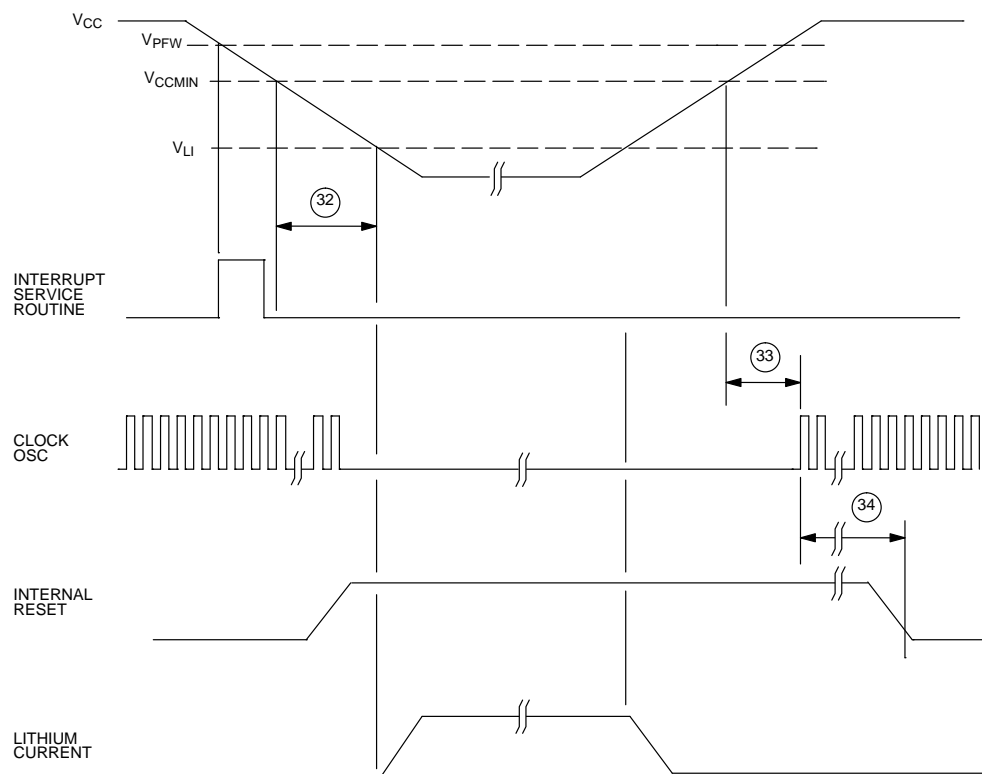 VCC
VPFW
VCCMIN
VLI
32
INTERRUPT
SERVICE
ROUTINE
33
CLOCK
OSC
34
INTERNAL
RESET
LITHIUM
CURRENT